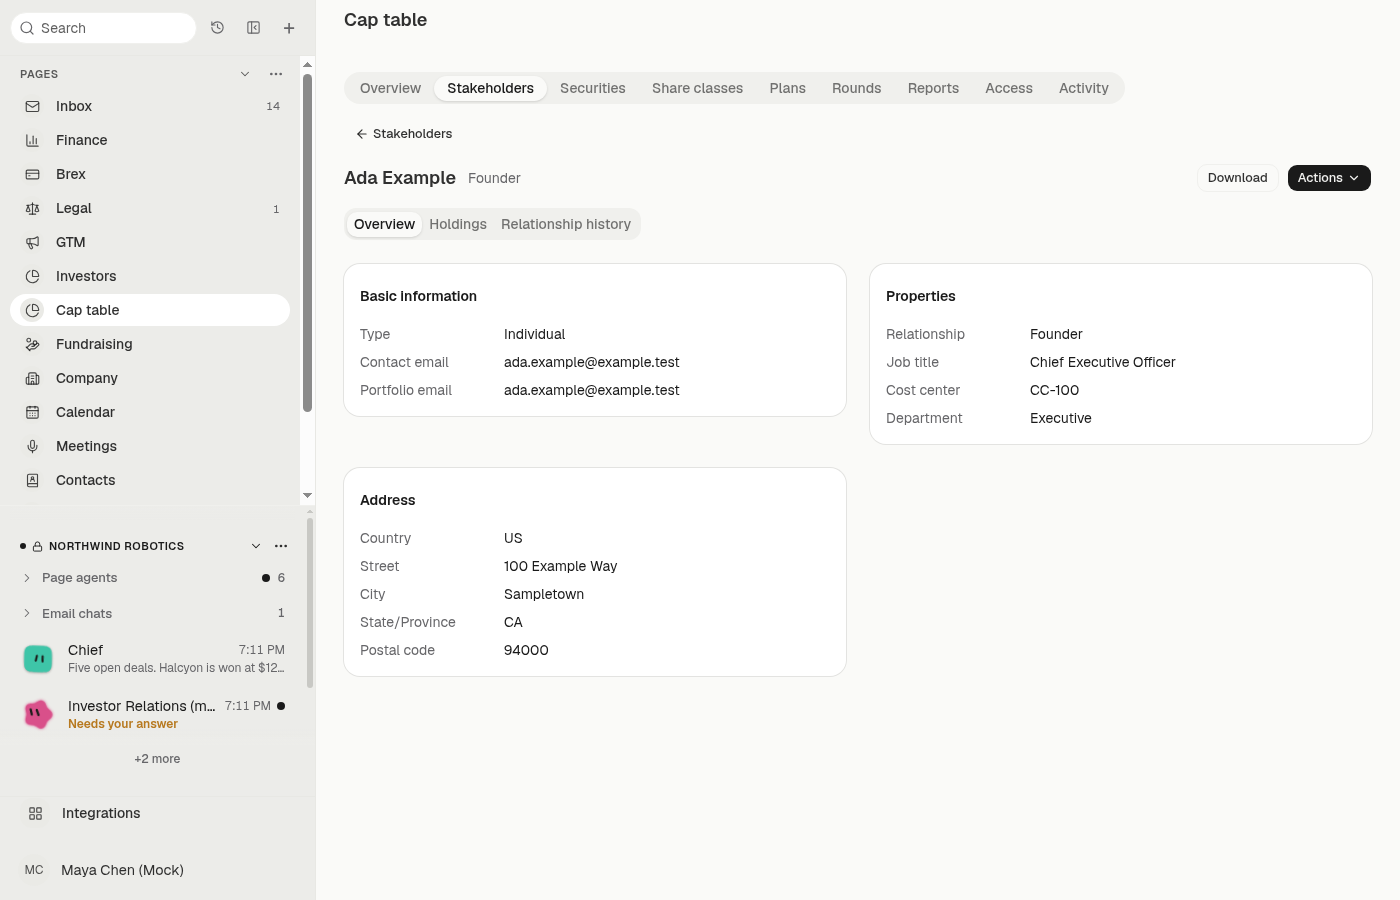 Search
PAGES
Inbox 14
Finance
Brex
Legal 1
GTM
Investors
Cap table
Fundraising
Company
Calendar
Meetings
Contacts
NORTHWIND ROBOTICS
Page agents 6
Email chats 1
Chief 7:11 PM
Five open deals. Halcyon is won at $12...
Investor Relations (m... 7:11 PM
Needs your answer
+2 more
Integrations
MC Maya Chen (Mock)
Cap table
Overview Stakeholders Securities Share classes Plans Rounds Reports Access Activity
Stakeholders
Ada Example Founder Download Actions
Overview Holdings Relationship history
Basic information
Type Individual
Contact email ada.example@example.test
Portfolio email ada.example@example.test
Properties
Relationship Founder
Job title Chief Executive Officer
Cost center CC-100
Department Executive
Address
Country US
Street 100 Example Way
City Sampletown
State/Province CA
Postal code 94000